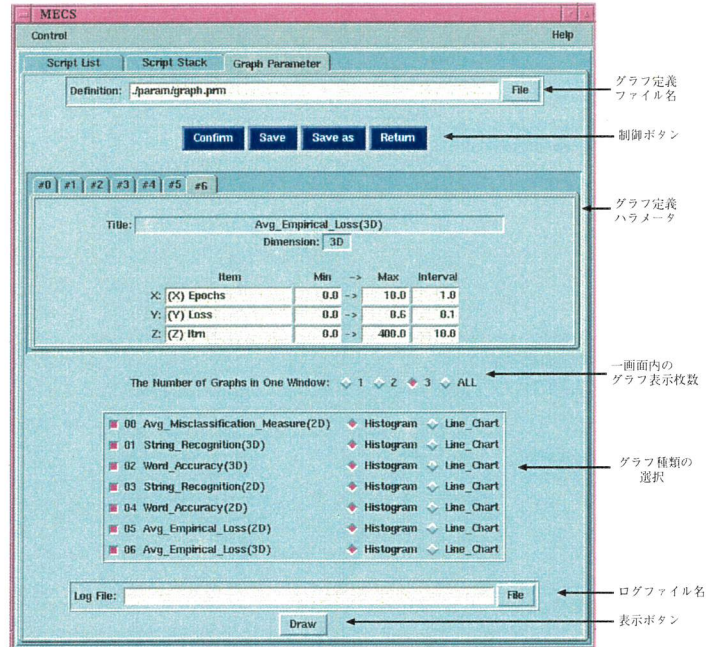 MECS
Control Help
Script List Script Stack Graph Parameter
Definition: ./param/graph.prm File
グラフ定義
ファイル名
Confirm Save Save as Return
制御ボタン
#0 #1 #2 #3 #4 #5 #6
グラフ定義
パラメータ
Title: Avg_Empirical_Loss(3D)
Dimension: 3D
Item Min -> Max Interval
X: (X) Epochs 0.0 -> 10.0 1.0
Y: (Y) Loss 0.0 -> 0.6 0.1
Z: (Z) Itrn 0.0 -> 400.0 10.0
一画面内の
グラフ表示枚数
The Number of Graphs in One Window: 1 2 3 ALL
00 Avg_Misclassification_Measure(2D) Histogram Line_Chart
01 String_Recognition(3D) Histogram Line_Chart
02 Word_Accuracy(3D) Histogram Line_Chart
03 String_Recognition(2D) Histogram Line_Chart
04 Word_Accuracy(2D) Histogram Line_Chart
05 Avg_Empirical_Loss(2D) Histogram Line_Chart
06 Avg_Empirical_Loss(3D) Histogram Line_Chart
グラフ種類の
選択
Log File: File
ログファイル名
Draw
表示ボタン